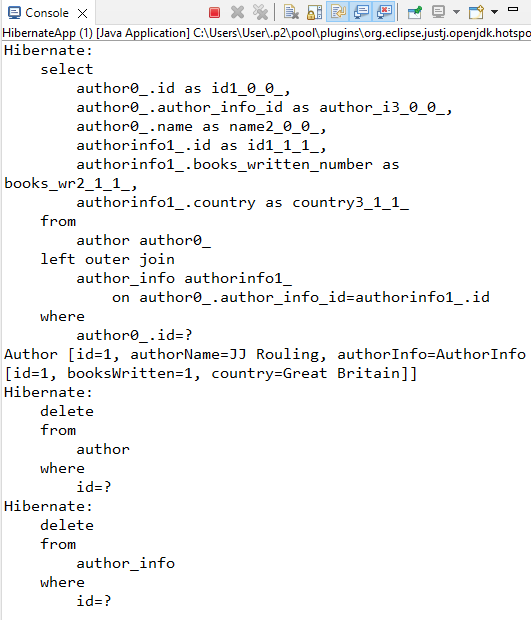 Console
HibernateApp (1) [Java Application] C:\Users\User\.p2\pool\plugins\org.eclipse.justj.openjdk.hotspo
Hibernate:
    select
        author0_.id as id1_0_0_,
        author0_.author_info_id as author_i3_0_0_,
        author0_.name as name2_0_0_,
        authorinfo1_.id as id1_1_1_,
        authorinfo1_.books_written_number as
books_wr2_1_1_,
        authorinfo1_.country as country3_1_1_
    from
        author author0_
    left outer join
        author_info authorinfo1_
            on author0_.author_info_id=authorinfo1_.id
    where
        author0_.id=?
Author [id=1, authorName=JJ Rouling, authorInfo=AuthorInfo
[id=1, booksWritten=1, country=Great Britain]]
Hibernate:
    delete
    from
        author
    where
        id=?
Hibernate:
    delete
    from
        author_info
    where
        id=?